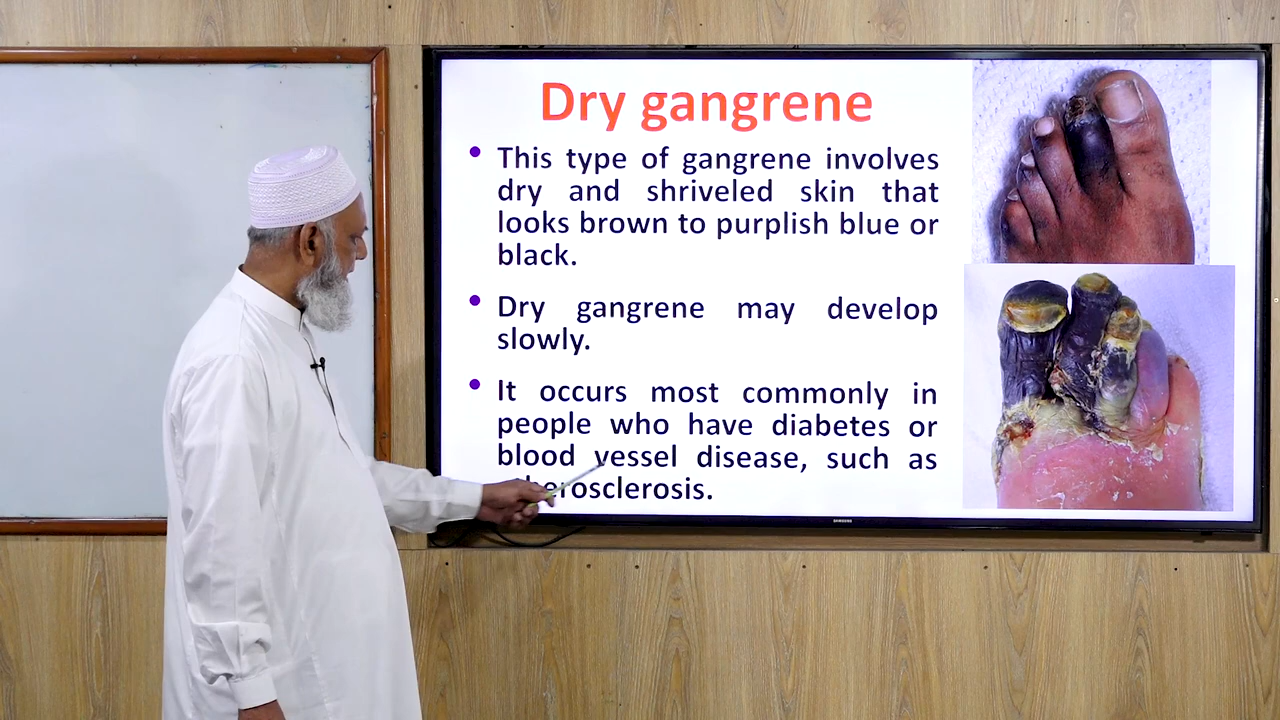 Dry gangrene
• This type of gangrene involves
dry and shriveled skin that
looks brown to purplish blue or
black.
• Dry gangrene may develop
slowly.
• It occurs most commonly in
people who have diabetes or
blood vessel disease, such as
herosclerosis.
SAMSUNG